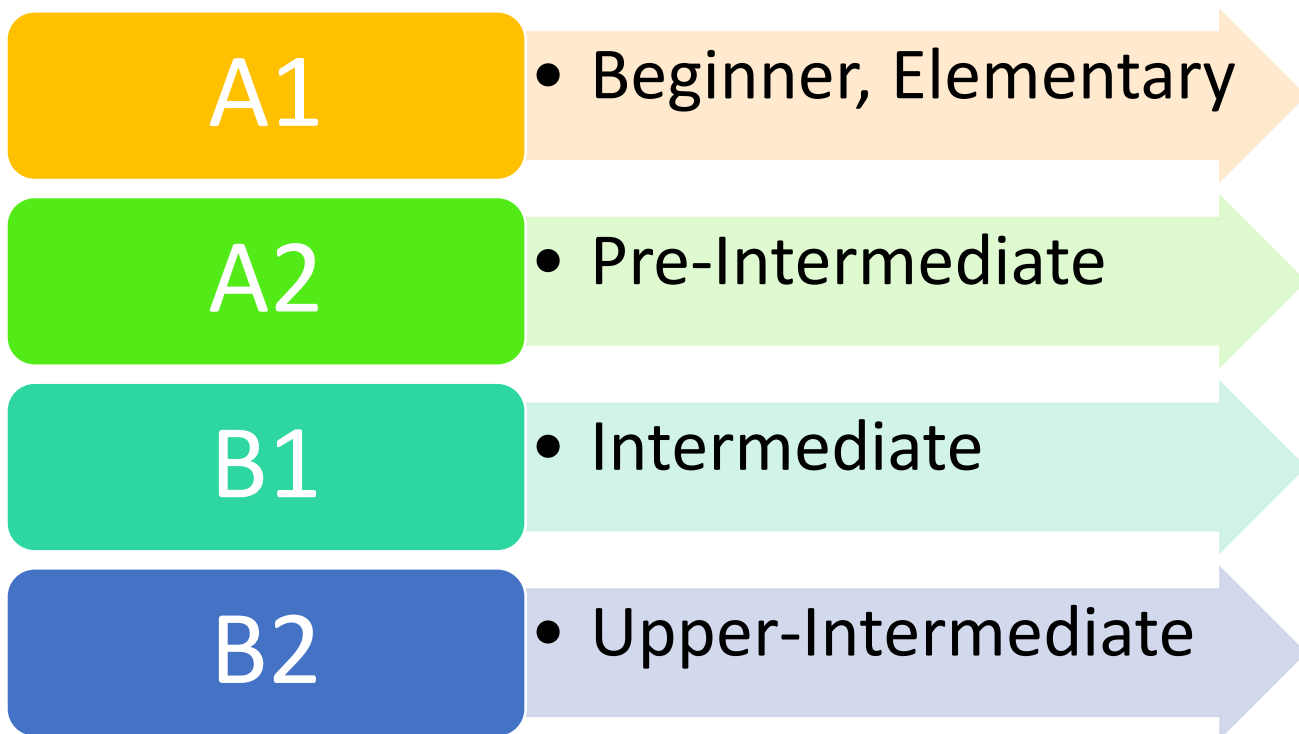 A1
• Beginner, Elementary
A2
• Pre-Intermediate
B1
• Intermediate
B2
• Upper-Intermediate